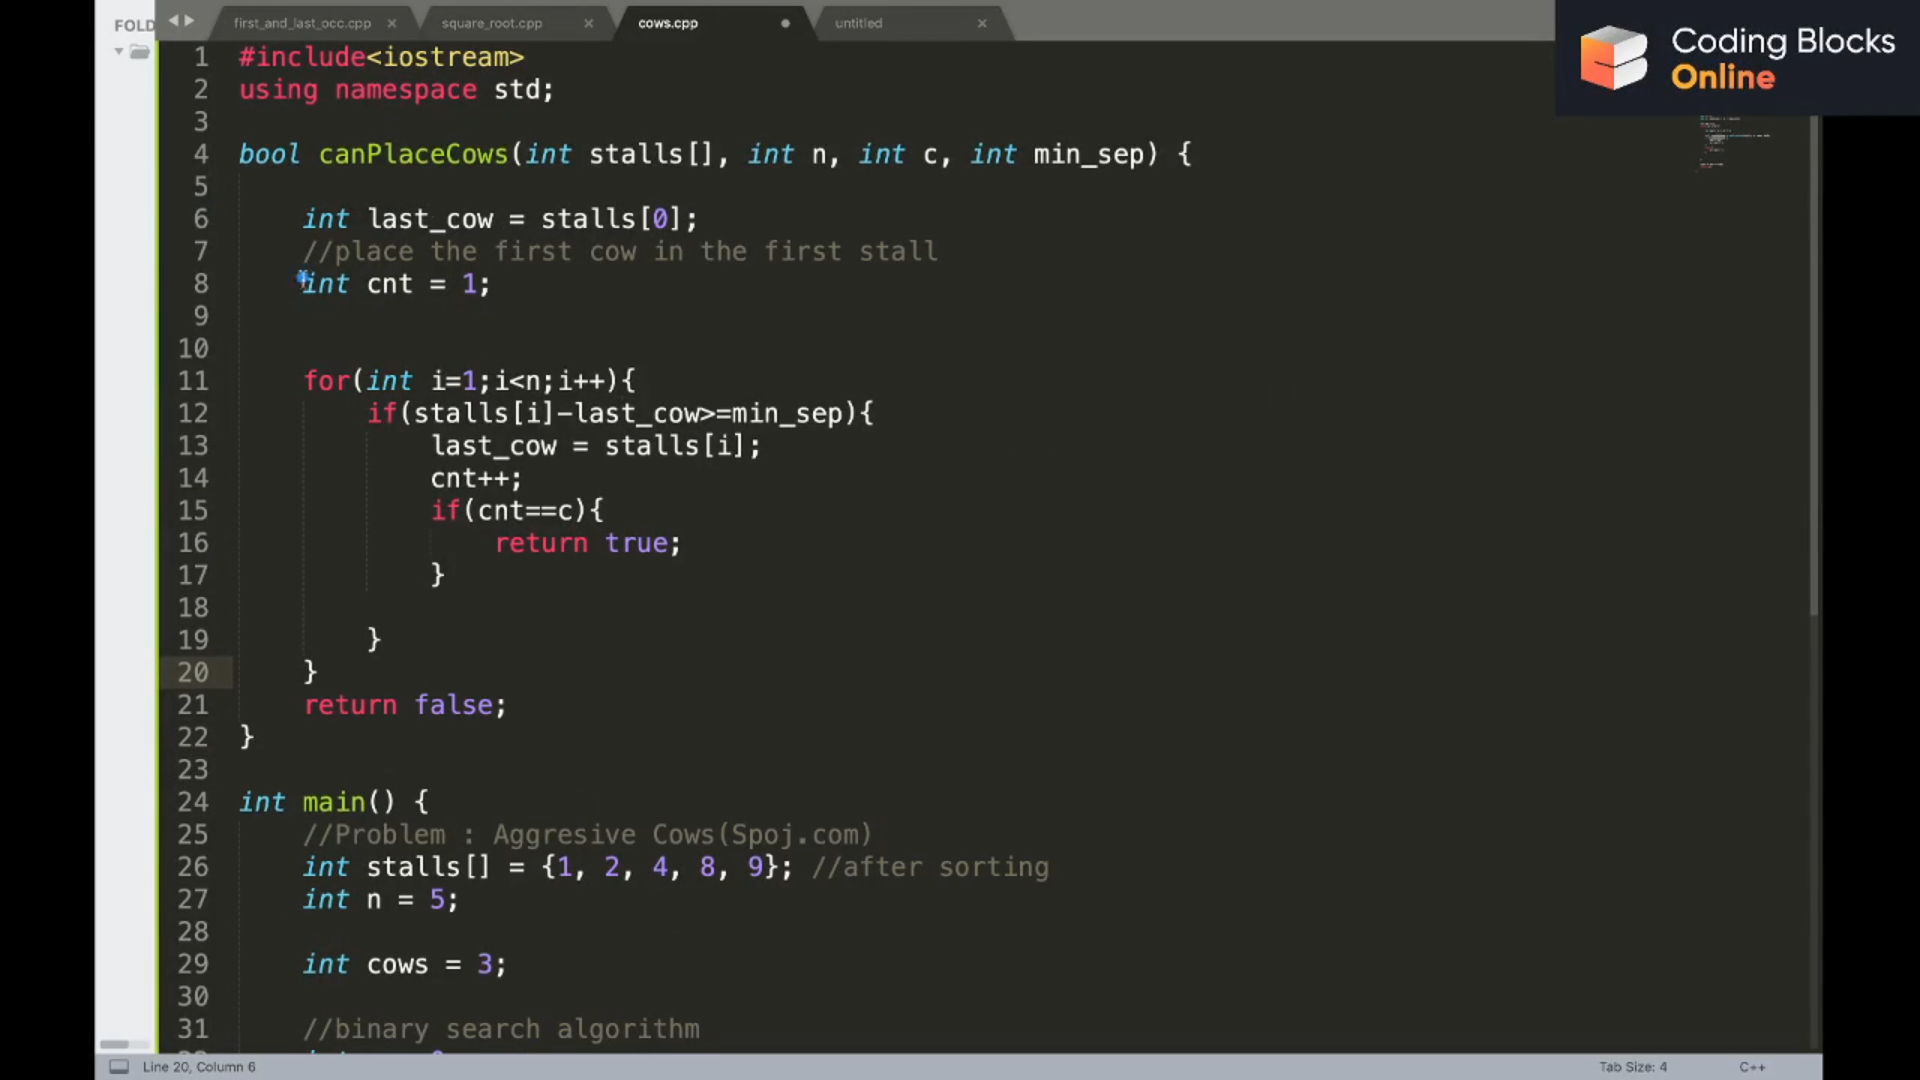 FOLD
first_and_last_occ.cpp × square_root.cpp × cows.cpp untitled ×
Coding Blocks
Online
1 #include<iostream>
2 using namespace std;
3
4 bool canPlaceCows(int stalls[], int n, int c, int min_sep) {
5
6 int last_cow = stalls[0];
7 //place the first cow in the first stall
8 int cnt = 1;
9
10
11 for(int i=1;i<n;i++){
12 if(stalls[i]-last_cow>=min_sep){
13 last_cow = stalls[i];
14 cnt++;
15 if(cnt==c){
16 return true;
17 }
18
19 }
20 }
21 return false;
22 }
23
24 int main() {
25 //Problem : Aggresive Cows(Spoj.com)
26 int stalls[] = {1, 2, 4, 8, 9}; //after sorting
27 int n = 5;
28
29 int cows = 3;
30
31 //binary search algorithm
Line 20, Column 6 Tab Size: 4 C++